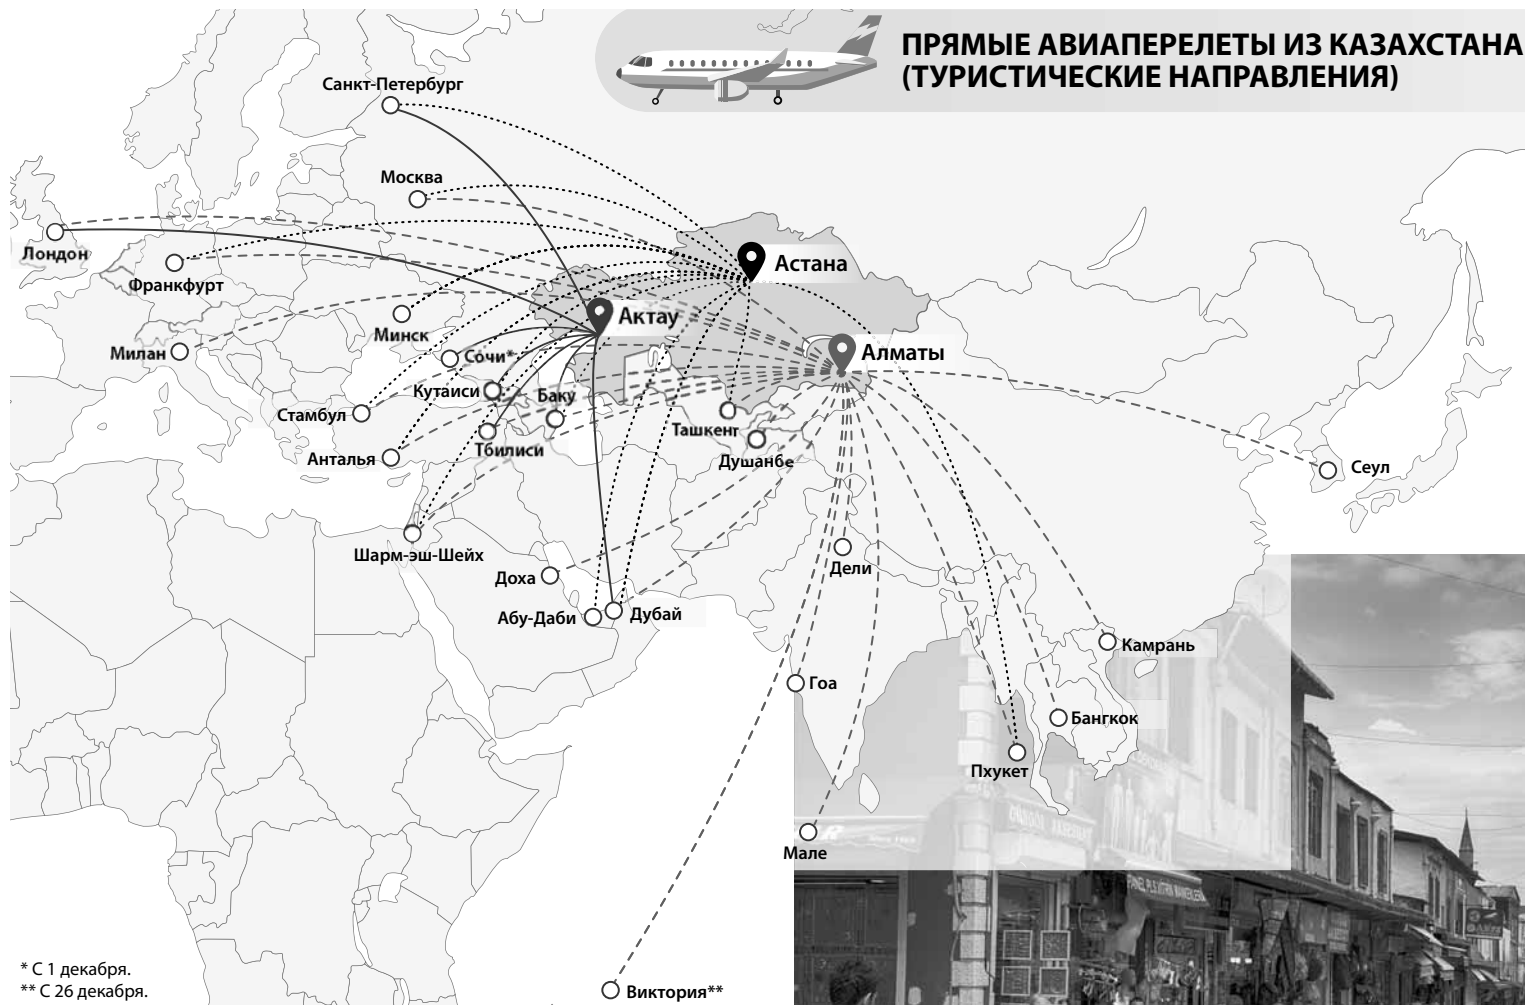 ПРЯМЫЕ АВИАПЕРЕЛЕТЫ ИЗ КАЗАХСТАНА
(ТУРИСТИЧЕСКИЕ НАПРАВЛЕНИЯ)
Санкт-Петербург
Москва
Лондон
Франкфурт
Астана
Актау
Минск
Милан
Сочи*
Алматы
Кутаиси
Баку
Стамбул
Ташкент
Тбилиси
Анталья
Душанбе
Сеул
Шарм-эш-Шейх
Доха
Дели
Абу-Даби
Дубай
Камрань
Гоа
Бангкок
Пхукет
Мале
* С 1 декабря.
** С 26 декабря.
Виктория**